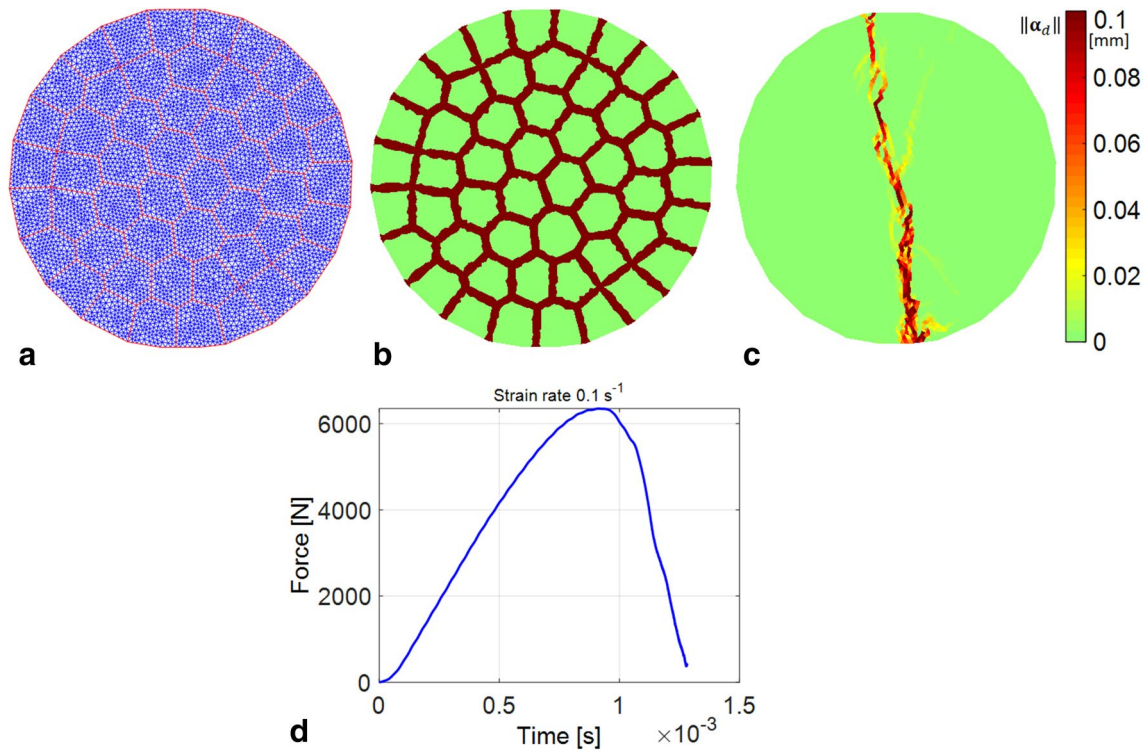 ‖α_d‖
0.1
[mm]
0.08
0.06
0.04
0.02
0
a
b
c
Strain rate 0.1 s⁻¹
6000
4000
2000
0
Force [N]
0
0.5
1
1.5
×10⁻³
Time [s]
d